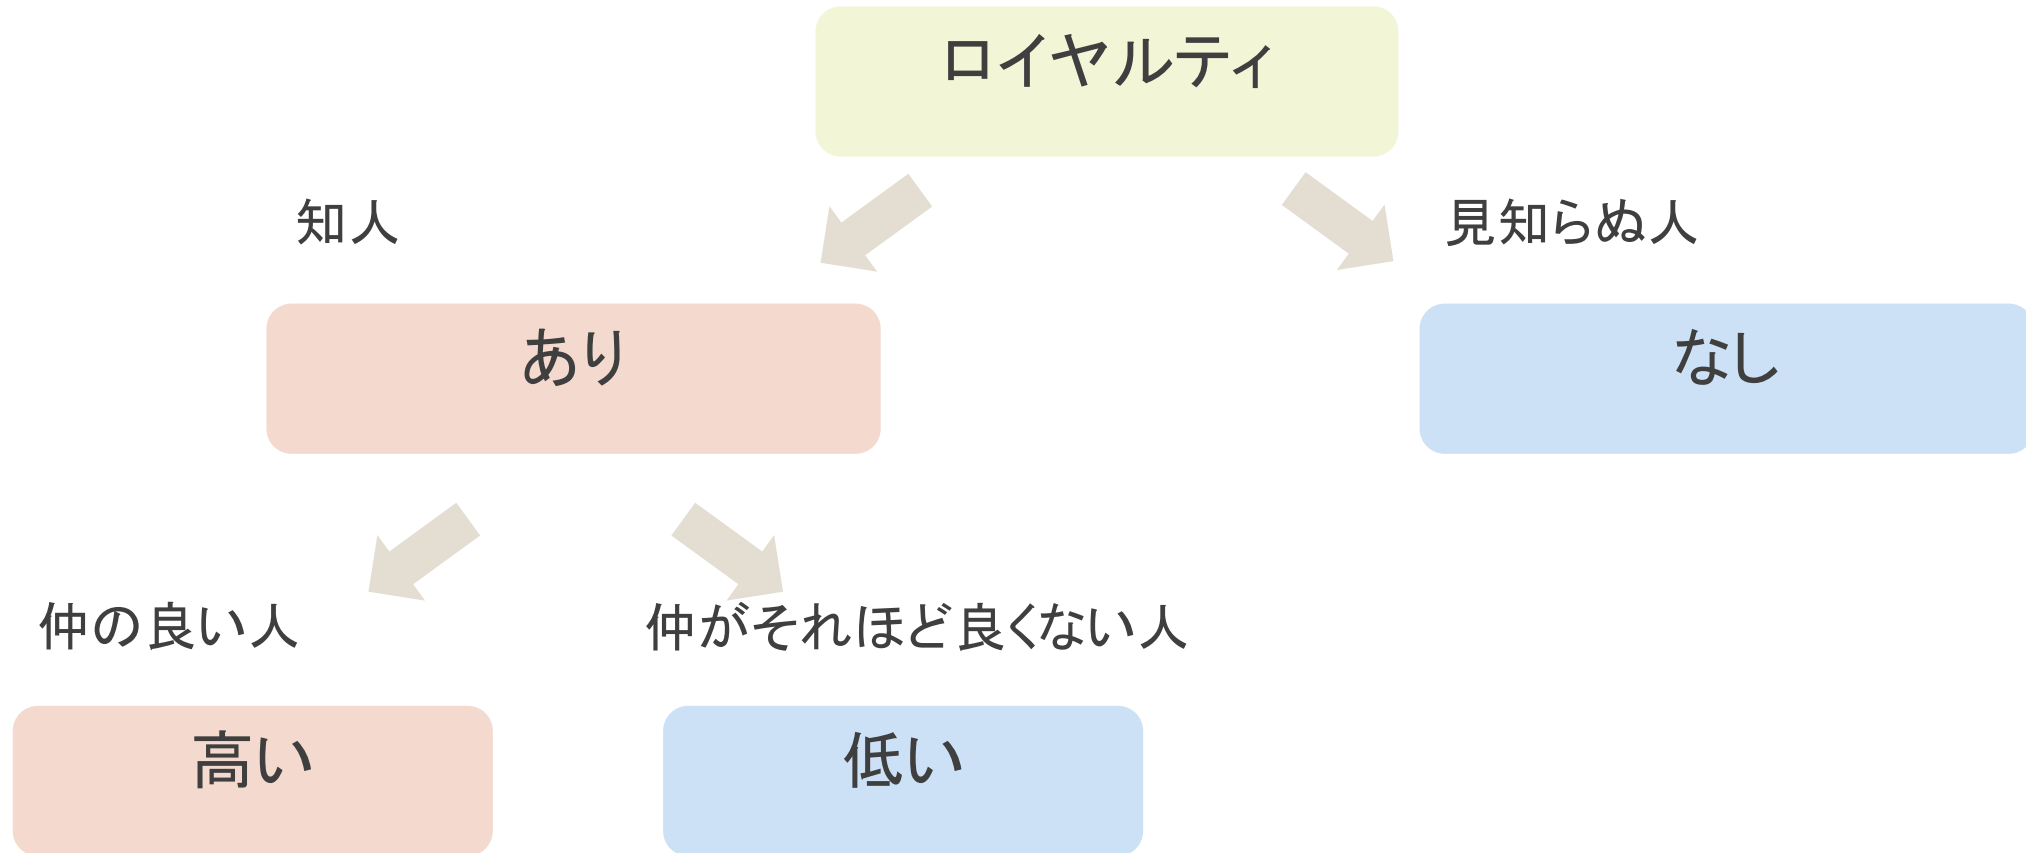 ロイヤルティ
知人
見知らぬ人
あり
なし
仲の良い人
仲がそれほど良くない人
高い
低い